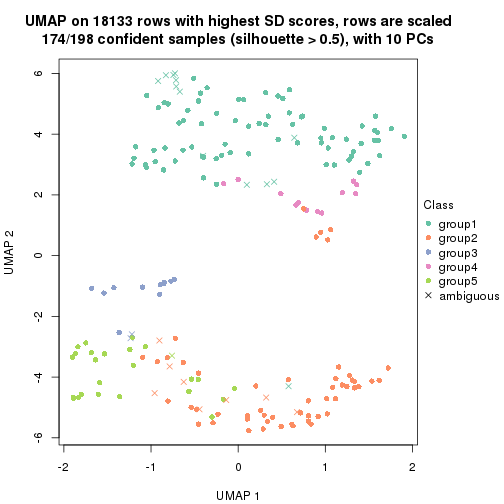 UMAP on 18133 rows with highest SD scores, rows are scaled
174/198 confident samples (silhouette > 0.5), with 10 PCs
6
4
2
0
-2
-4
-6
UMAP 2
-2
-1
0
1
2
UMAP 1
Class
group1
group2
group3
group4
group5
ambiguous